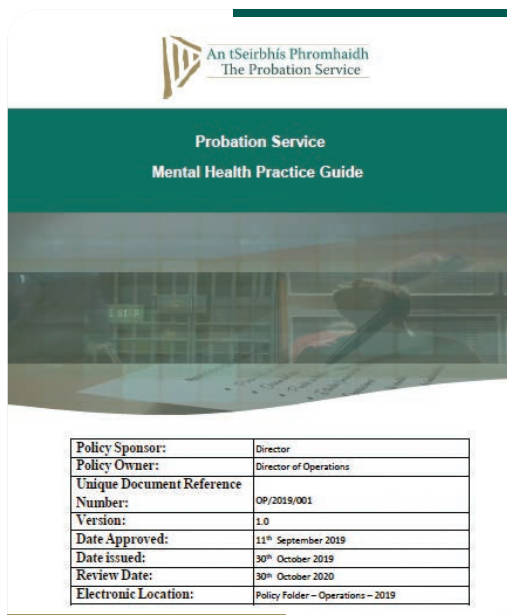 An tSeirbhís Phromhaidh
The Probation Service
Probation Service
Mental Health Practice Guide
Policy Sponsor: Director
Policy Owner: Director of Operations
Unique Document Reference
Number: OP/2019/001
Version: 1.0
Date Approved: 11th September 2019
Date issued: 30th October 2019
Review Date: 30th October 2020
Electronic Location: Policy Folder – Operations – 2019